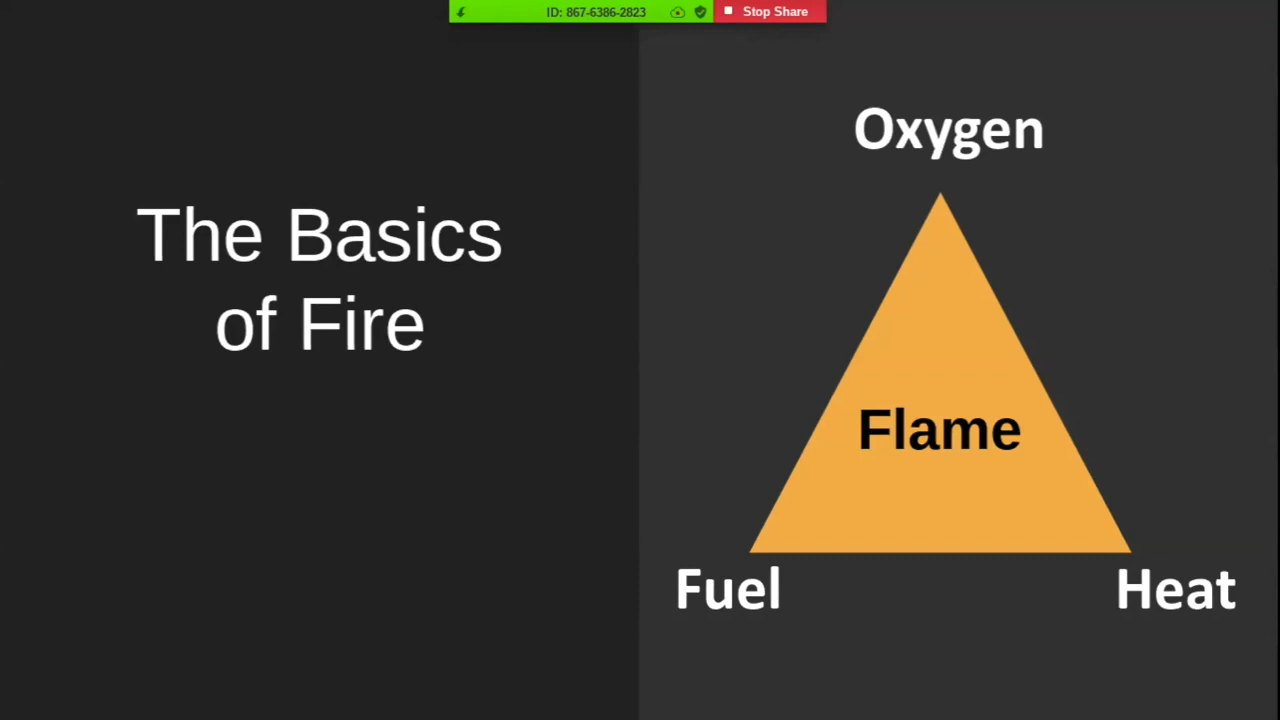 ID: 867-6386-2823
Stop Share
The Basics
of Fire
Oxygen
Flame
Fuel
Heat